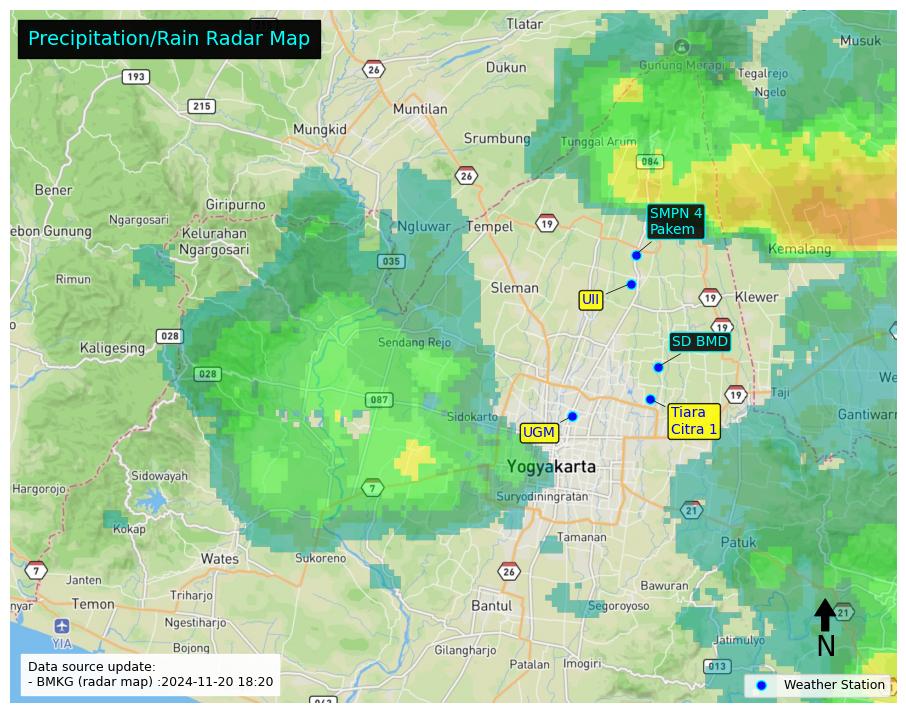 Precipitation/Rain Radar Map
Tlatar
Musuk
26
193
Dukun
Gunung Merapi
Tegalrejo
Ngelo
215
Muntilan
Mungkid
Srumbung
Tunggal Arum
084
26
Bener
Giripurno
SMPN 4
Pakem
Ngargosari
ebon Gunung
Kelurahan
Ngargosari
Ngluwar
Tempel
19
Kemalang
035
Rimun
Sleman
UII
19
Klewer
028
19
Kaligesing
Sendang Rejo
SD BMD
028
087
19
Taji
We
Sidokarto
Tiara
Citra 1
Gantiwar
UGM
Yogyakarta
Sidowayah
Hargorojo
7
Suryodiningratan
21
Kokap
Tamanan
Patuk
Wates
Sukoreno
7
Janten
26
Bawuran
nyar
Temon
Triharjo
Bantul
Segoroyoso
21
Ngestiharjo
YIA
Jatimulyo
N
Bojong
Gilangharjo
Patalan
Imogiri
013
Data source update:
- BMKG (radar map) :2024-11-20 18:20
Weather Station